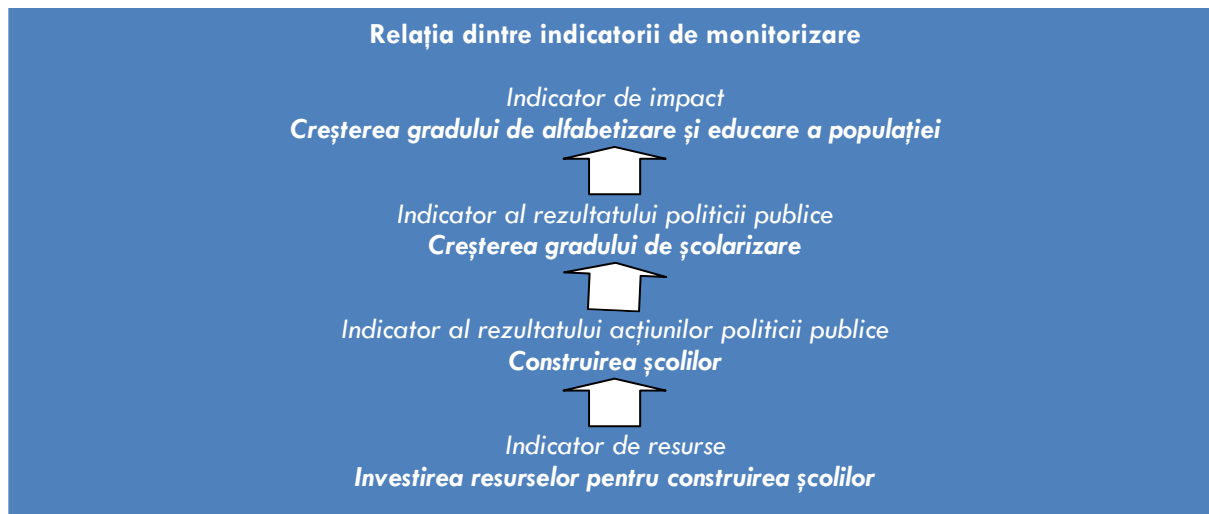 Relația dintre indicatorii de monitorizare
Indicator de impact
Creșterea gradului de alfabetizare și educare a populației
Indicator al rezultatului politicii publice
Creșterea gradului de școlarizare
Indicator al rezultatului acțiunilor politicii publice
Construirea școlilor
Indicator de resurse
Investirea resurselor pentru construirea școlilor